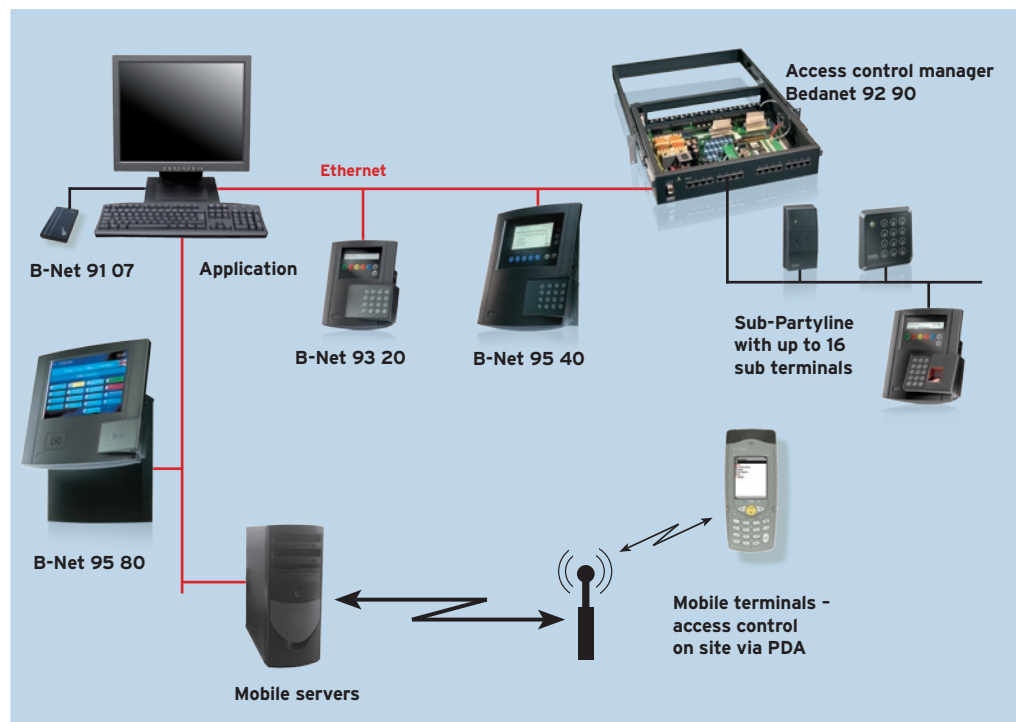 Access control manager
Bedanet 92 90
Ethernet
B-Net 91 07
Application
B-Net 93 20
B-Net 95 40
Sub-Partyline
with up to 16
sub terminals
B-Net 95 80
Mobile terminals –
access control
on site via PDA
Mobile servers